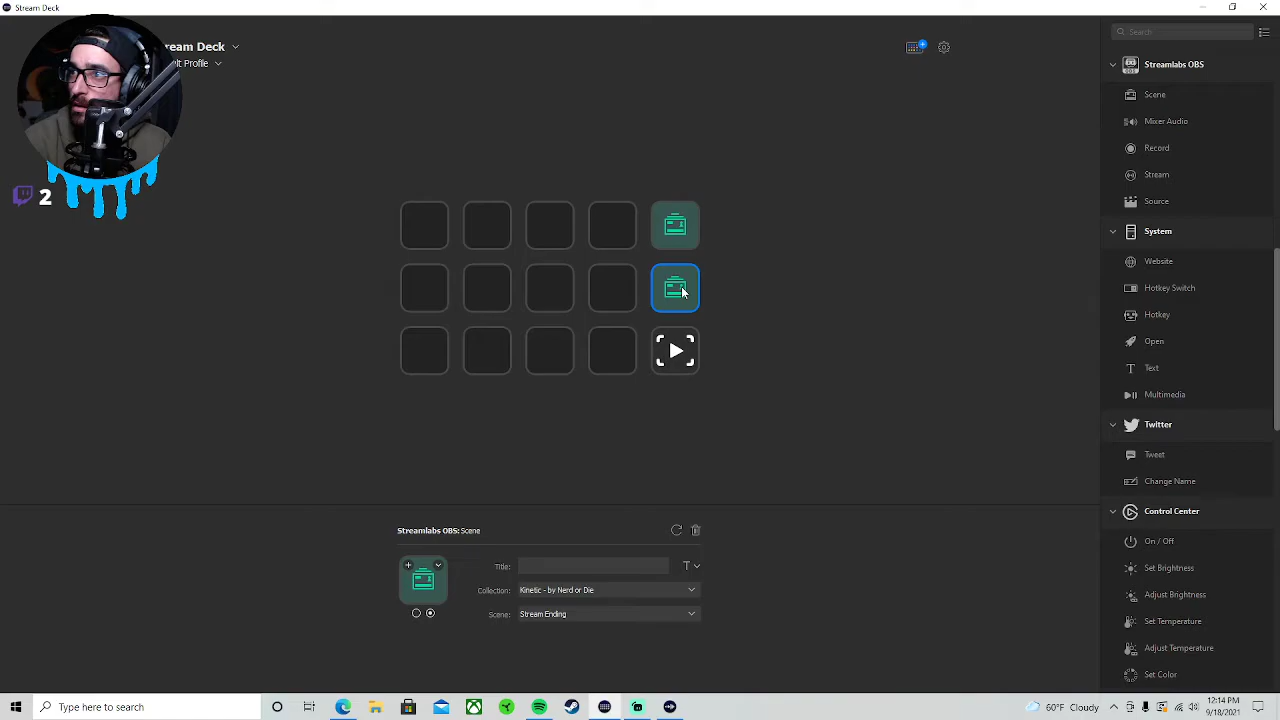 Stream Deck
ream Deck
lt Profile
2
Search
Streamlabs OBS
Scene
Mixer Audio
Record
Stream
Source
System
Website
Hotkey Switch
Hotkey
Open
Text
Multimedia
Twitter
Tweet
Change Name
Control Center
On / Off
Set Brightness
Adjust Brightness
Set Temperature
Adjust Temperature
Set Color
Streamlabs OBS: Scene
Title:
T
Collection: Kinetic - by Nerd or Die
Scene: Stream Ending
Type here to search
60°F Cloudy
12:14 PM
9/18/2021